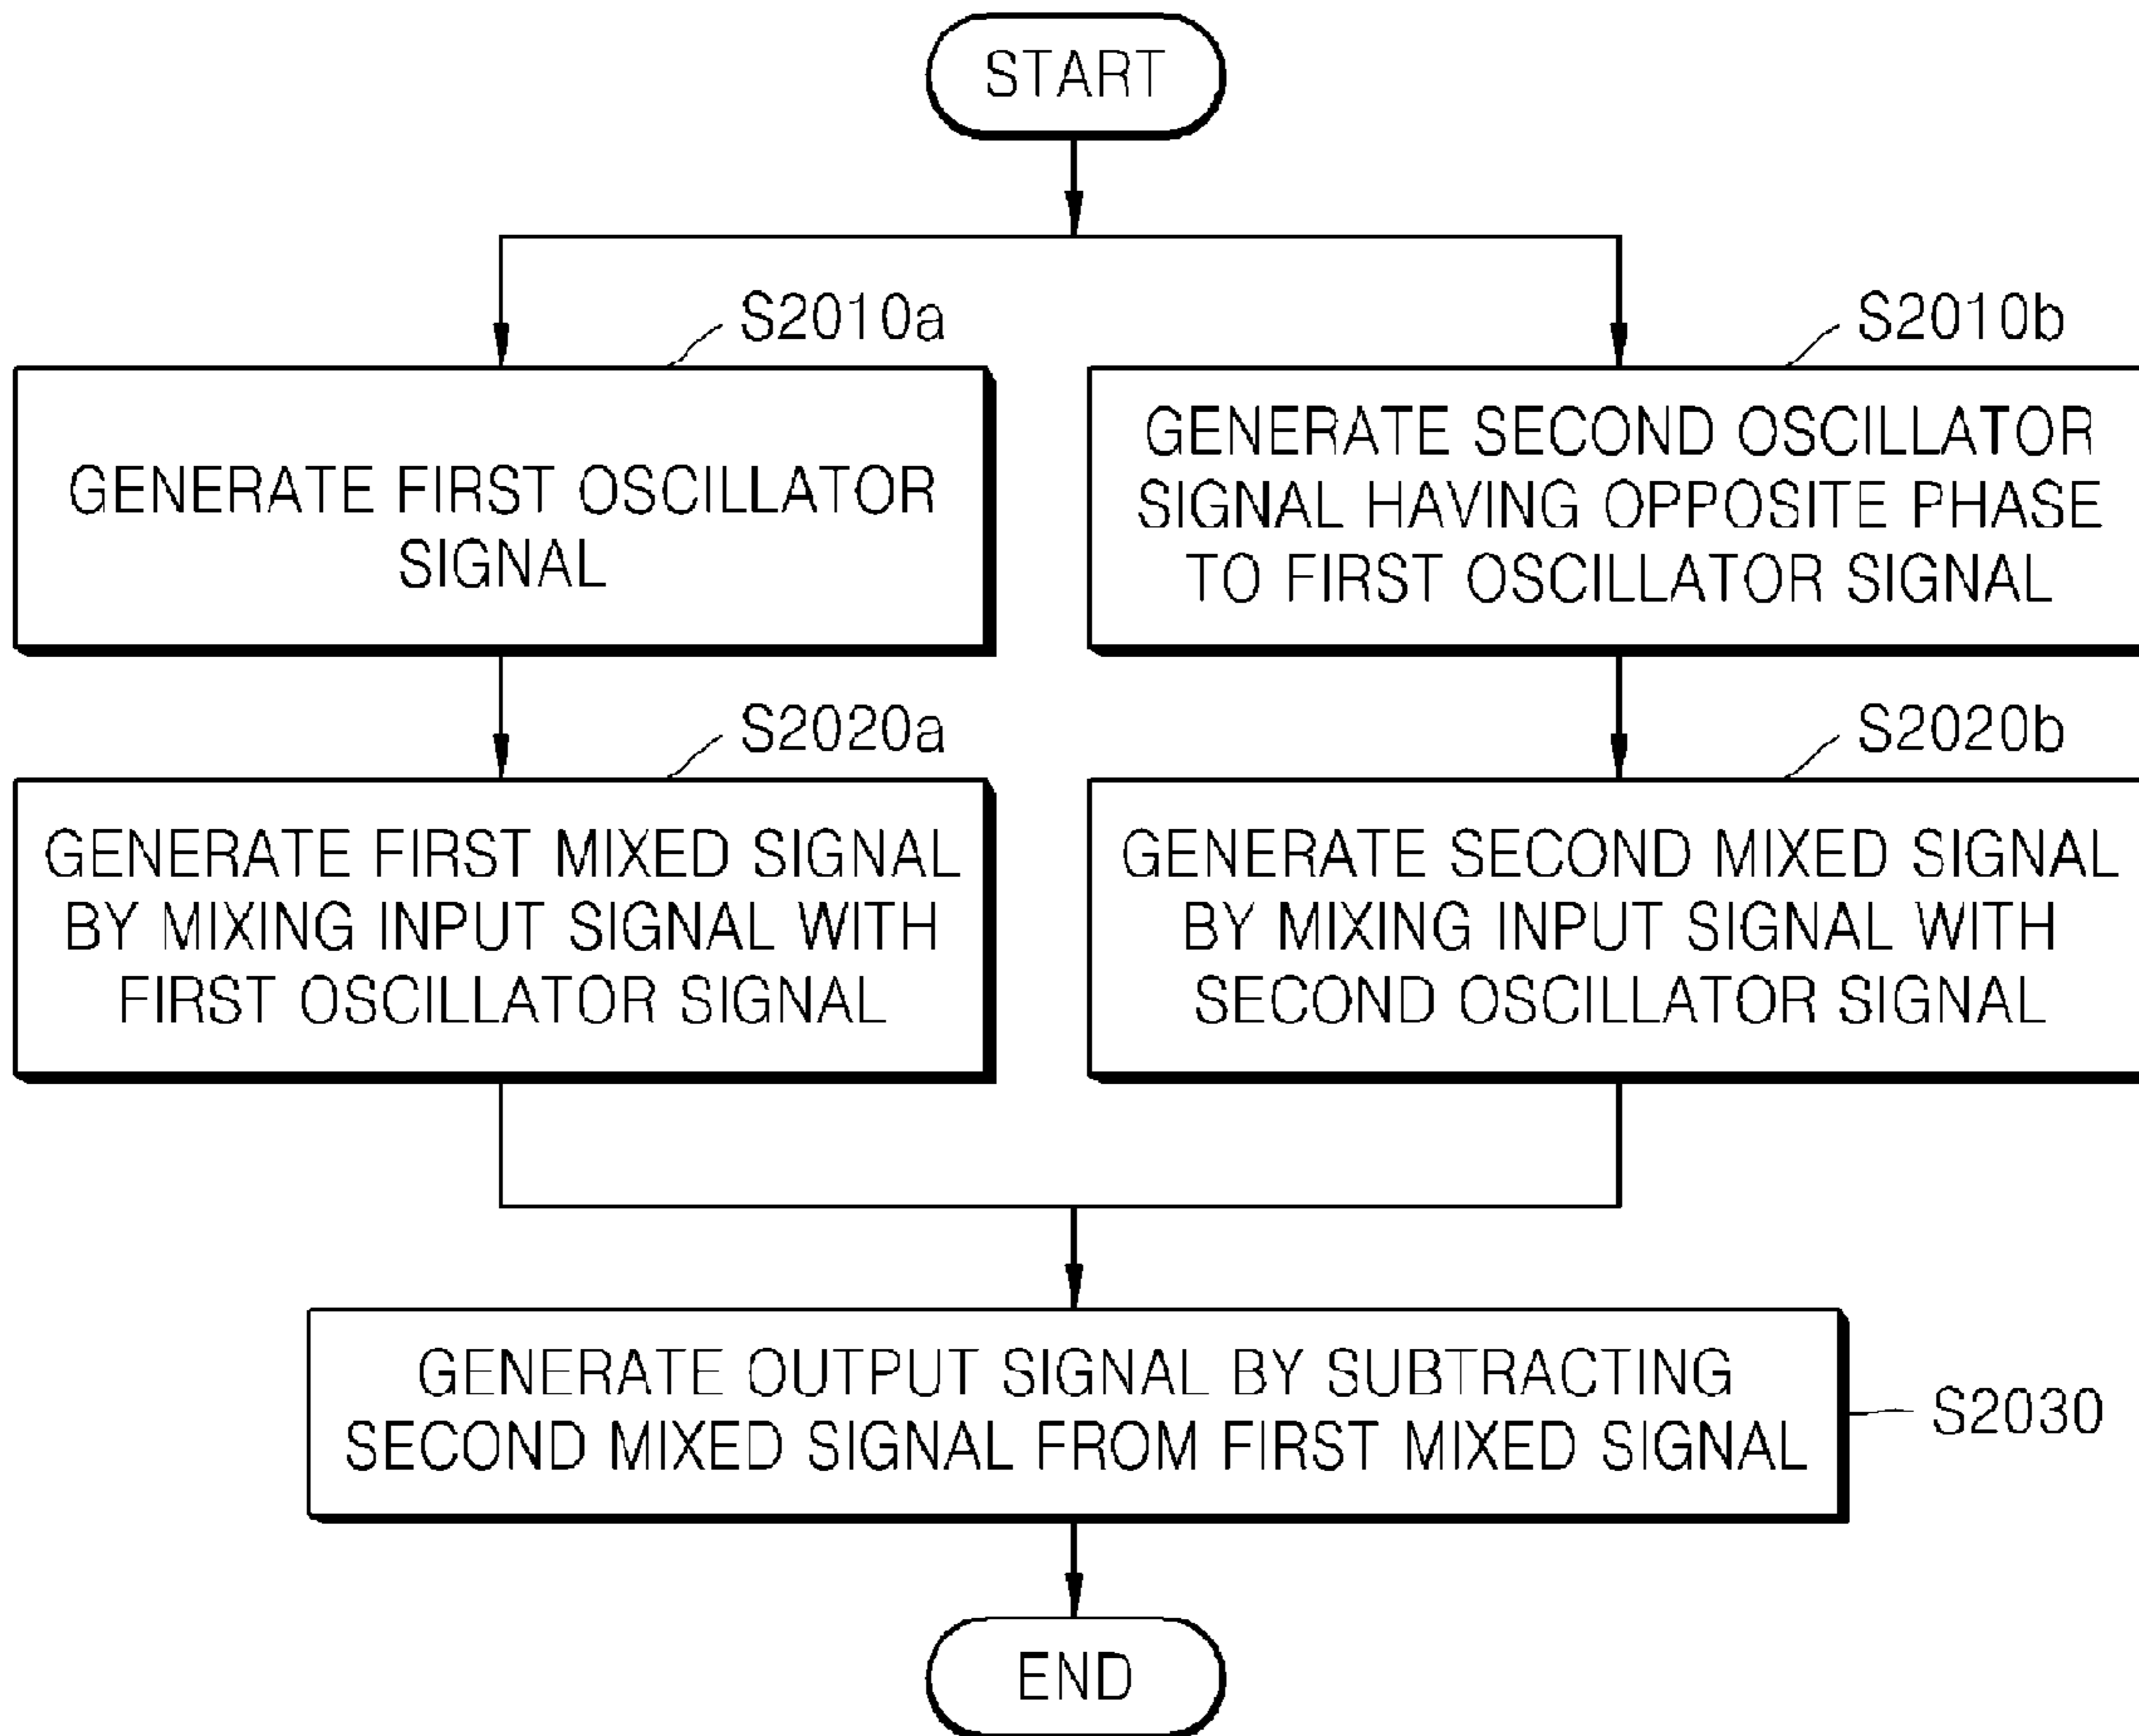 START
S2010a
GENERATE FIRST OSCILLATOR
SIGNAL
S2010b
GENERATE SECOND OSCILLATOR
SIGNAL HAVING OPPOSITE PHASE
TO FIRST OSCILLATOR SIGNAL
S2020a
GENERATE FIRST MIXED SIGNAL
BY MIXING INPUT SIGNAL WITH
FIRST OSCILLATOR SIGNAL
S2020b
GENERATE SECOND MIXED SIGNAL
BY MIXING INPUT SIGNAL WITH
SECOND OSCILLATOR SIGNAL
GENERATE OUTPUT SIGNAL BY SUBTRACTING
SECOND MIXED SIGNAL FROM FIRST MIXED SIGNAL
S2030
END